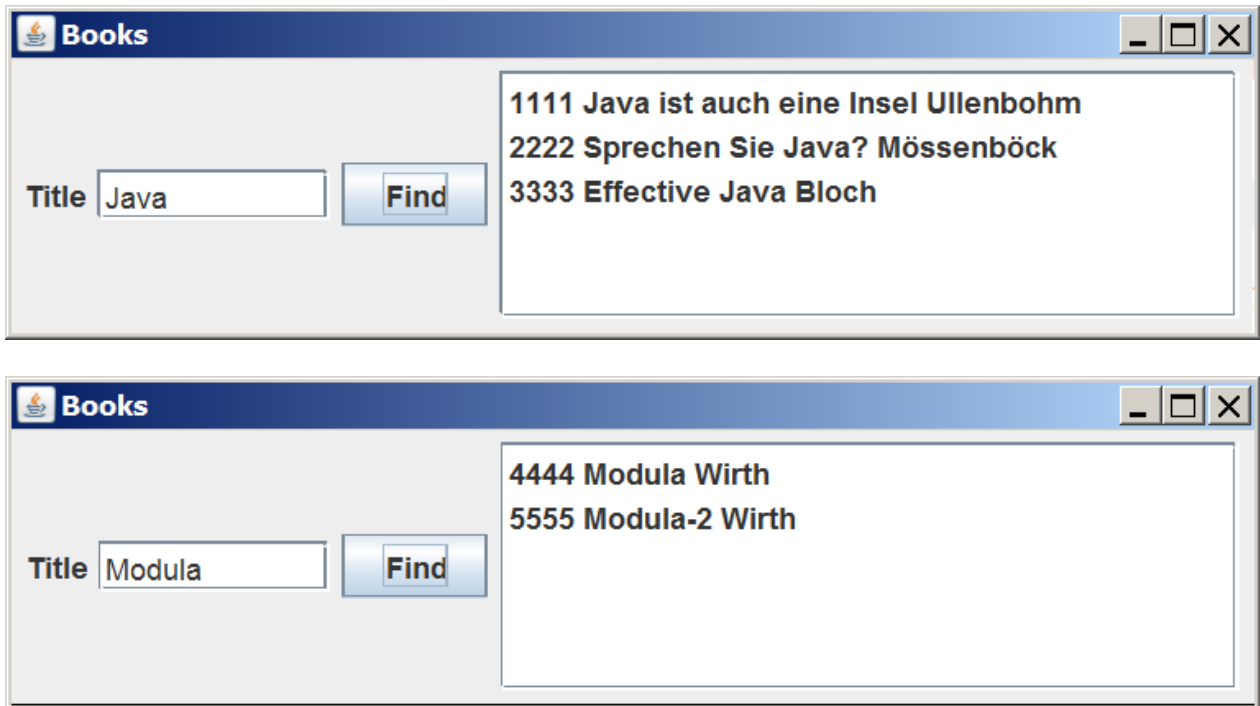 Books
1111 Java ist auch eine Insel Ullenbohm
2222 Sprechen Sie Java? Mössenböck
3333 Effective Java Bloch
Title Java Find
Books
4444 Modula Wirth
5555 Modula-2 Wirth
Title Modula Find